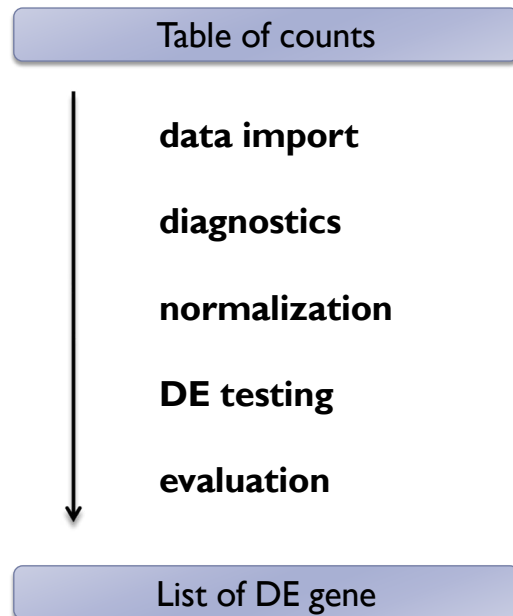 Table of counts
data import
diagnostics
normalization
DE testing
evaluation
List of DE gene